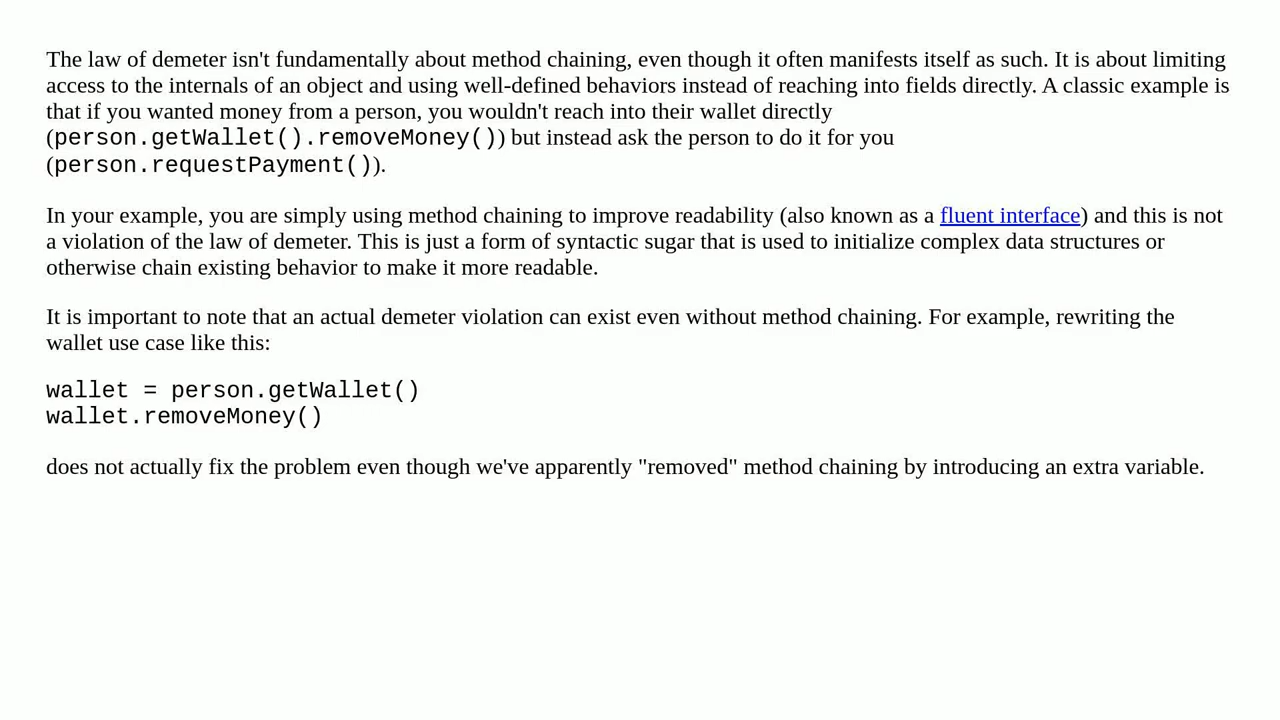 The law of demeter isn't fundamentally about method chaining, even though it often manifests itself as such. It is about limiting
access to the internals of an object and using well-defined behaviors instead of reaching into fields directly. A classic example is
that if you wanted money from a person, you wouldn't reach into their wallet directly
(person.getWallet().removeMoney()) but instead ask the person to do it for you
(person.requestPayment()).
In your example, you are simply using method chaining to improve readability (also known as a fluent interface) and this is not
a violation of the law of demeter. This is just a form of syntactic sugar that is used to initialize complex data structures or
otherwise chain existing behavior to make it more readable.
It is important to note that an actual demeter violation can exist even without method chaining. For example, rewriting the
wallet use case like this:
wallet = person.getWallet()
wallet.removeMoney()
does not actually fix the problem even though we've apparently "removed" method chaining by introducing an extra variable.